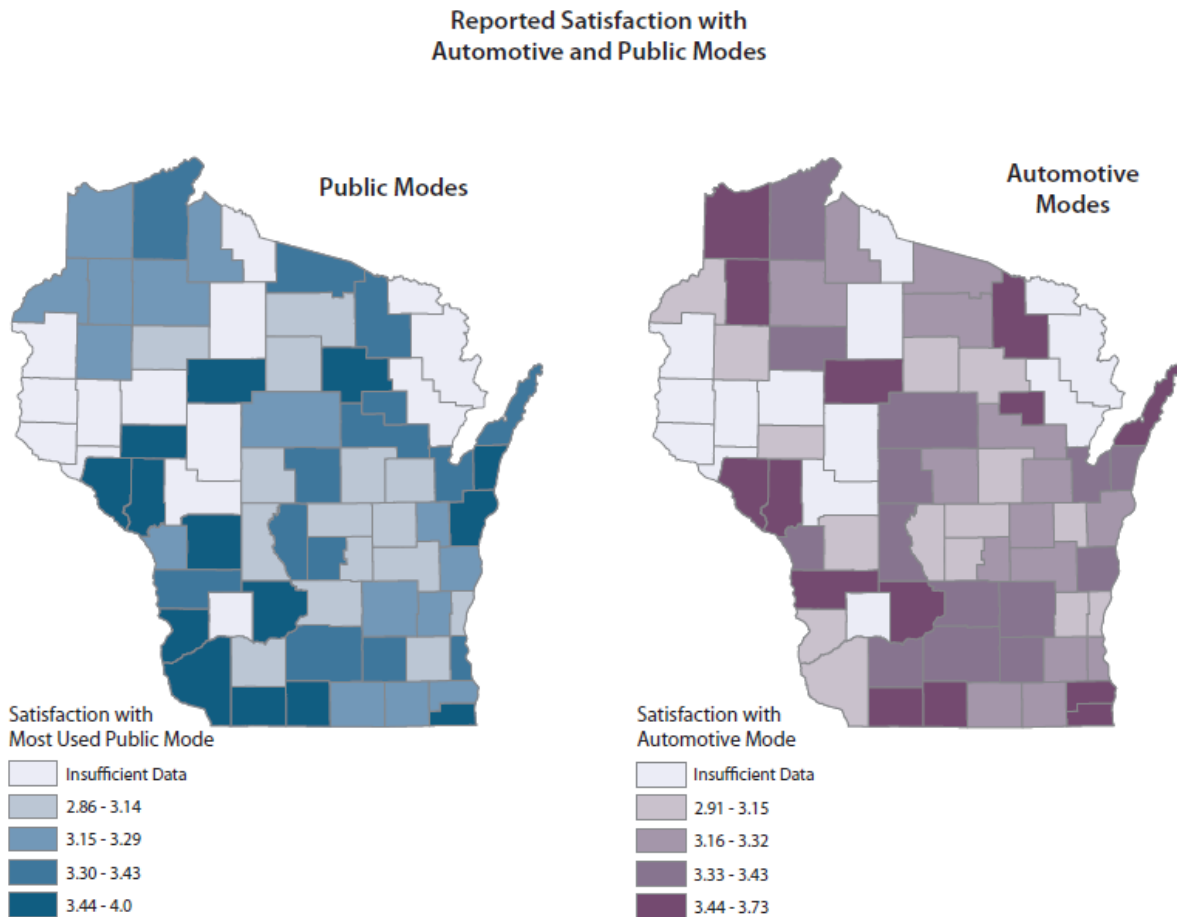 Reported Satisfaction with
Automotive and Public Modes
Public Modes
Automotive
Modes
Satisfaction with
Most Used Public Mode
Insufficient Data
2.86 - 3.14
3.15 - 3.29
3.30 - 3.43
3.44 - 4.0
Satisfaction with
Automotive Mode
Insufficient Data
2.91 - 3.15
3.16 - 3.32
3.33 - 3.43
3.44 - 3.73